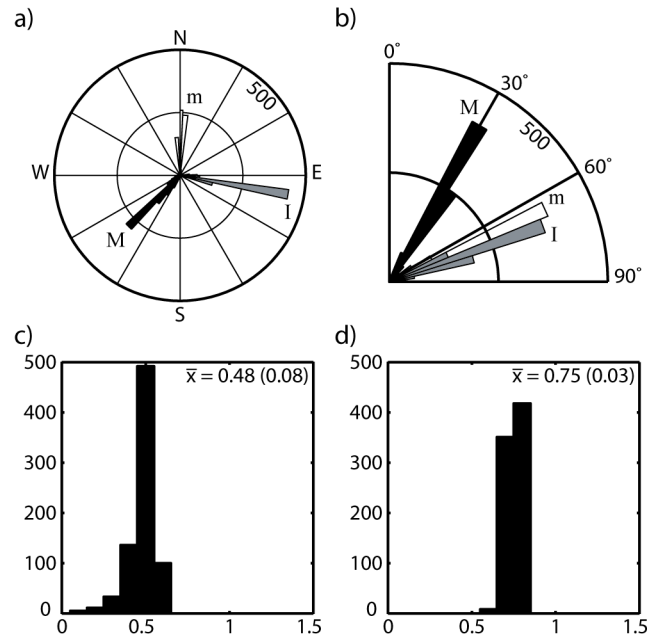 a)
N
500
m
W
E
I
M
S
b)
0°
30°
M
500
60°
m
I
90°
c)
500
x̅ = 0.48 (0.08)
400
300
200
100
0
0 0.5 1 1.5
d)
500
x̅ = 0.75 (0.03)
400
300
200
100
0
0 0.5 1 1.5